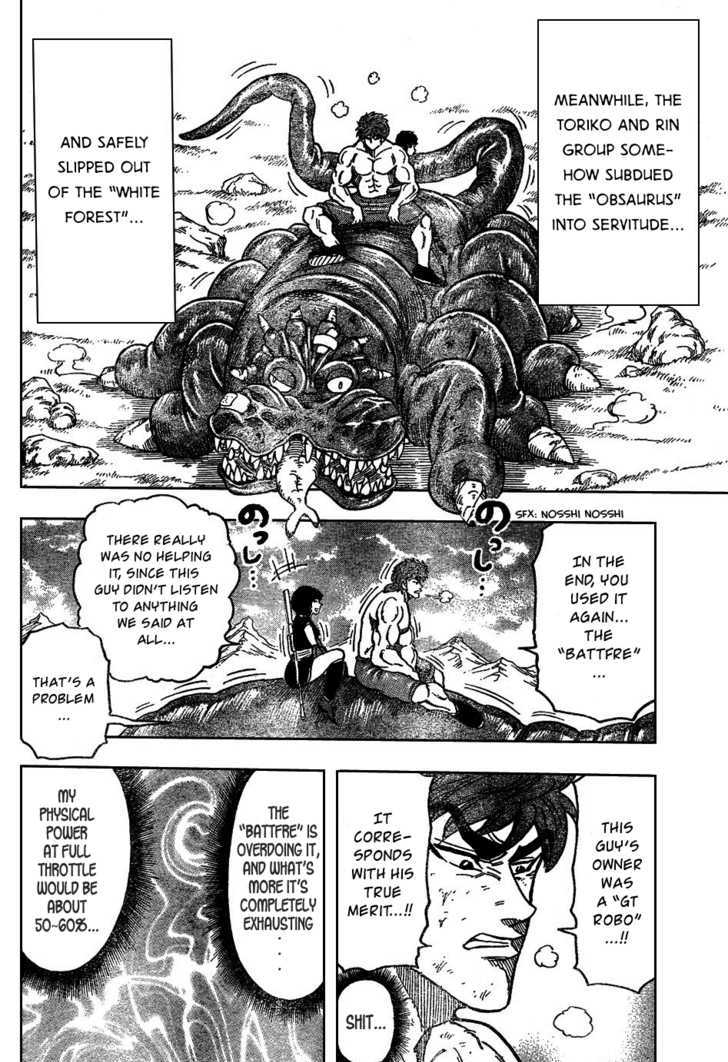 MEANWHILE, THE
TORIKO AND RIN
GROUP SOME-
HOW SUBDUED
THE "OBSAURUS"
INTO SERVITUDE...
AND SAFELY
SLIPPED OUT
OF THE "WHITE
FOREST"...
SFX: NOSSHI NOSSHI
のっし…
のっし…
IN THE
END, YOU
USED IT
AGAIN...
THE
"BATTFRE"
...
THERE REALLY
WAS NO HELPING
IT, SINCE THIS
GUY DIDN'T LISTEN
TO ANYTHING
WE SAID AT
ALL...
THAT'S A
PROBLEM
...
THIS
GUY'S
OWNER
WAS
A "GT
ROBO"
...!!
IT
CORRE-
SPONDS
WITH HIS
TRUE
MERIT...!!
SHIT...
THE
"BATTFRE" IS
OVERDOING IT,
AND WHAT'S
MORE IT'S
COMPLETELY
EXHAUSTING
...
MY
PHYSICAL
POWER
AT FULL
THROTTLE
WOULD BE
ABOUT
50~60%...